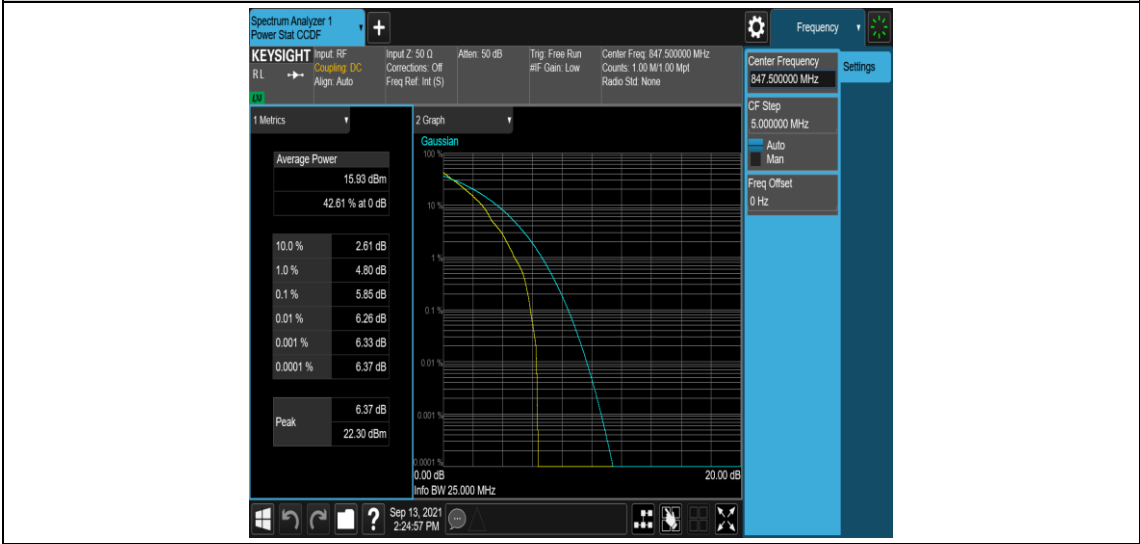 Spectrum Analyzer 1
Power Stat CCDF
+
Frequency
KEYSIGHT
RL
LM
Input: RF
Coupling: DC
Align: Auto
Input Z: 50 Ω
Corrections: Off
Freq Ref: Int (S)
Atten: 50 dB
Trig: Free Run
#IF Gain: Low
Center Freq: 847.500000 MHz
Counts: 1.00 M/1.00 Mpt
Radio Std: None
Center Frequency
847.500000 MHz
Settings
CF Step
5.000000 MHz
Auto
Man
Freq Offset
0 Hz
1 Metrics
2 Graph
Average Power
15.93 dBm
42.61 % at 0 dB
10.0 % 2.61 dB
1.0 % 4.80 dB
0.1 % 5.85 dB
0.01 % 6.26 dB
0.001 % 6.33 dB
0.0001 % 6.37 dB
Peak
6.37 dB
22.30 dBm
Gaussian
100 %
10 %
1 %
0.1 %
0.01 %
0.001 %
0.0001 %
0.00 dB
20.00 dB
Info BW 25.000 MHz
?
Sep 13, 2021
2:24:57 PM